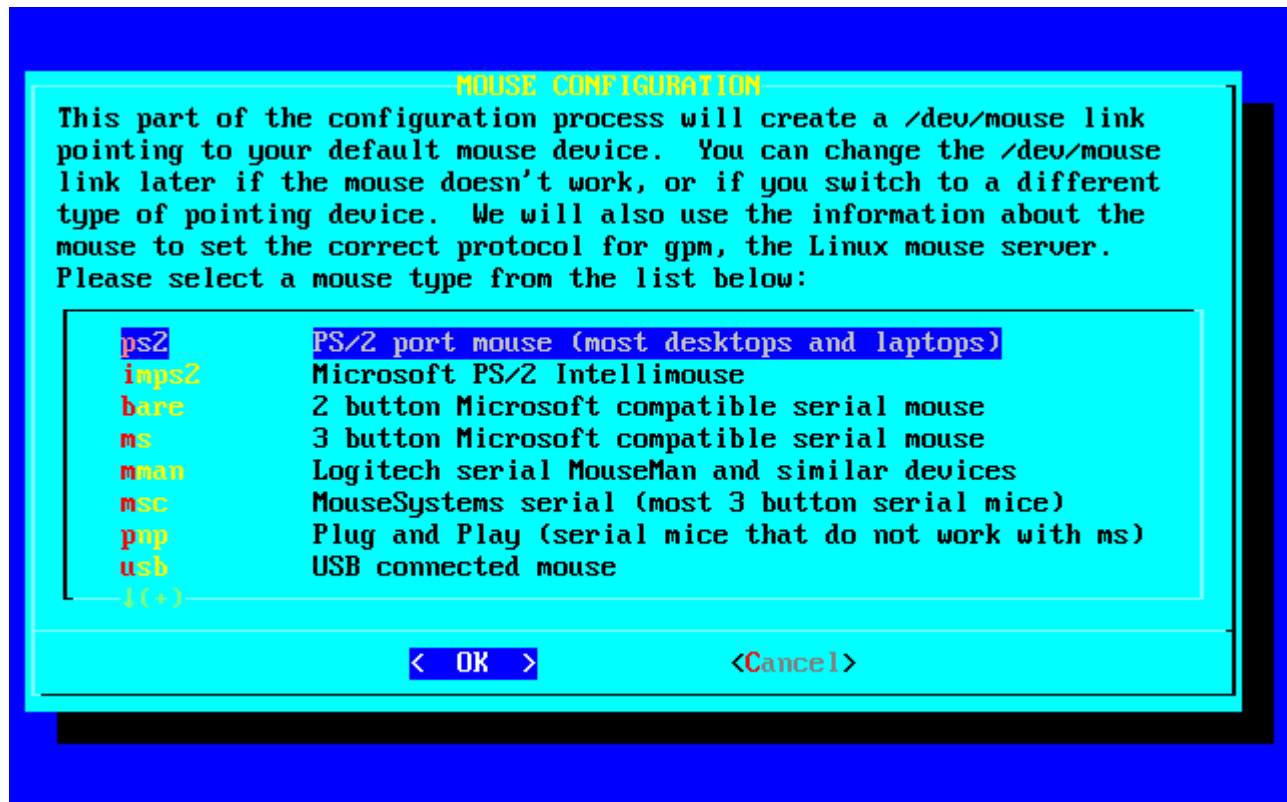 MOUSE CONFIGURATION
This part of the configuration process will create a /dev/mouse link
pointing to your default mouse device.  You can change the /dev/mouse
link later if the mouse doesn't work, or if you switch to a different
type of pointing device.  We will also use the information about the
mouse to set the correct protocol for gpm, the Linux mouse server.
Please select a mouse type from the list below:
ps2 PS/2 port mouse (most desktops and laptops)
imps2 Microsoft PS/2 Intellimouse
bare 2 button Microsoft compatible serial mouse
ms 3 button Microsoft compatible serial mouse
mman Logitech serial MouseMan and similar devices
msc MouseSystems serial (most 3 button serial mice)
pnp Plug and Play (serial mice that do not work with ms)
usb USB connected mouse
↓(+)
< OK > <Cancel>